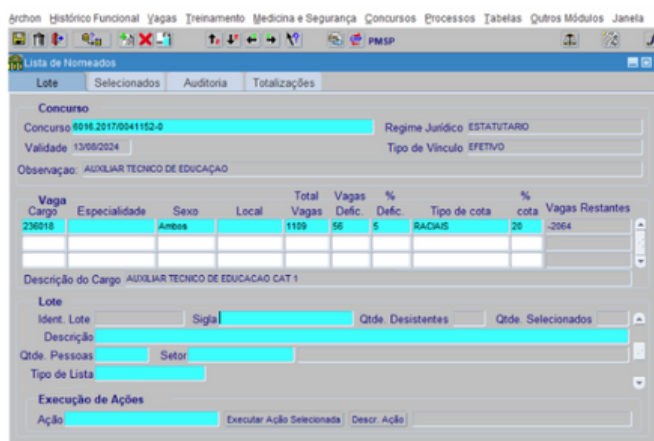 Archon Histórico Funcional Vagas Treinamento Medicina e Segurança Concursos Processos Tabelas Outros Módulos Janela
PMSP
Lista de Nomeados
Lote Selecionados Auditoria Totalizações
Concurso
Concurso 6016.2017/0041152-0 Regime Jurídico ESTATUTARIO
Validade 13/08/2024 Tipo de Vínculo EFETIVO
Observaçao: AUXILIAR TECNICO DE EDUCAÇAO
Vaga Total Vagas % %
Cargo Especialidade Sexo Local Vagas Defic. Defic. Tipo de cota cota Vagas Restantes
236018 Ambos 1109 56 5 RACIAIS 20 -2064
Descrição do Cargo AUXILIAR TECNICO DE EDUCACAO CAT 1
Lote
Ident. Lote Sigla Qtde. Desistentes Qtde. Selecionados
Descrição
Qtde. Pessoas Setor
Tipo de Lista
Execução de Ações
Ação Executar Ação Selecionada Descr. Ação